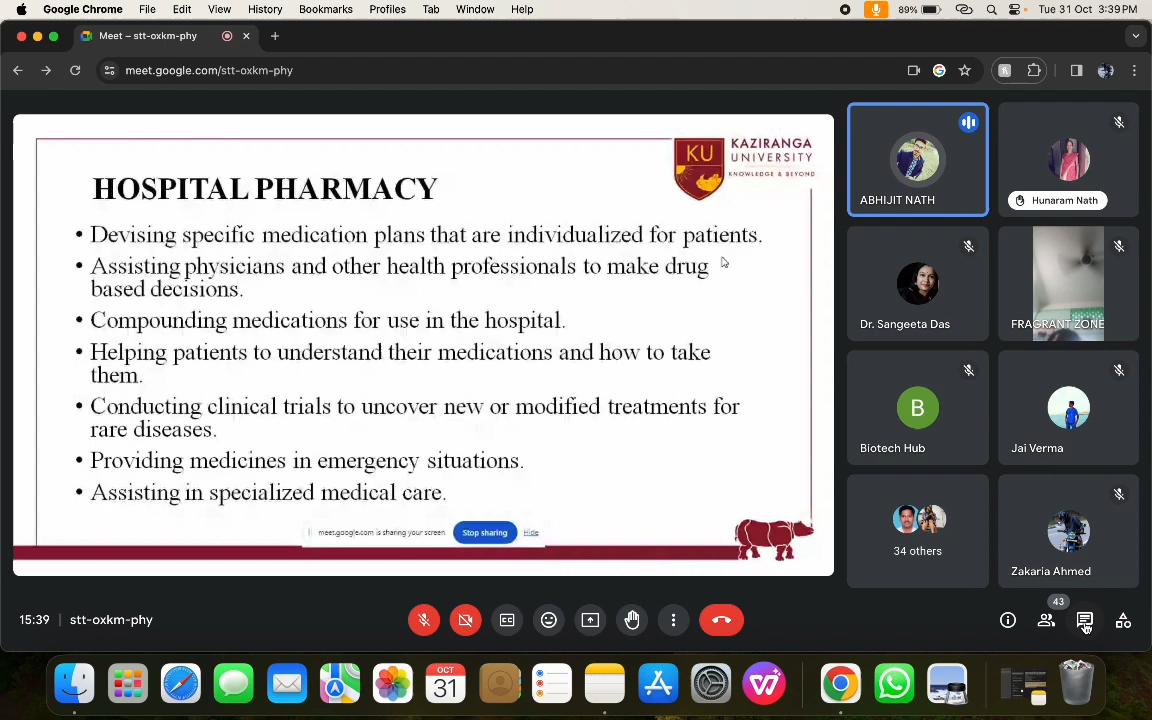 Google Chrome File Edit View History Bookmarks Profiles Tab Window Help 89% Tue 31 Oct 3:39 PM
Meet – stt-oxkm-phy
meet.google.com/stt-oxkm-phy
KU
KAZIRANGA
UNIVERSITY
KNOWLEDGE & BEYOND
HOSPITAL PHARMACY
• Devising specific medication plans that are individualized for patients.
• Assisting physicians and other health professionals to make drug
based decisions.
• Compounding medications for use in the hospital.
• Helping patients to understand their medications and how to take
them.
• Conducting clinical trials to uncover new or modified treatments for
rare diseases.
• Providing medicines in emergency situations.
• Assisting in specialized medical care.
meet.google.com is sharing your screen Stop sharing Hide
ABHIJIT NATH
Hunaram Nath
Dr. Sangeeta Das
FRAGRANT ZONE
B
Biotech Hub
Jai Verma
34 others
Zakaria Ahmed
15:39 | stt-oxkm-phy
43
OCT
31